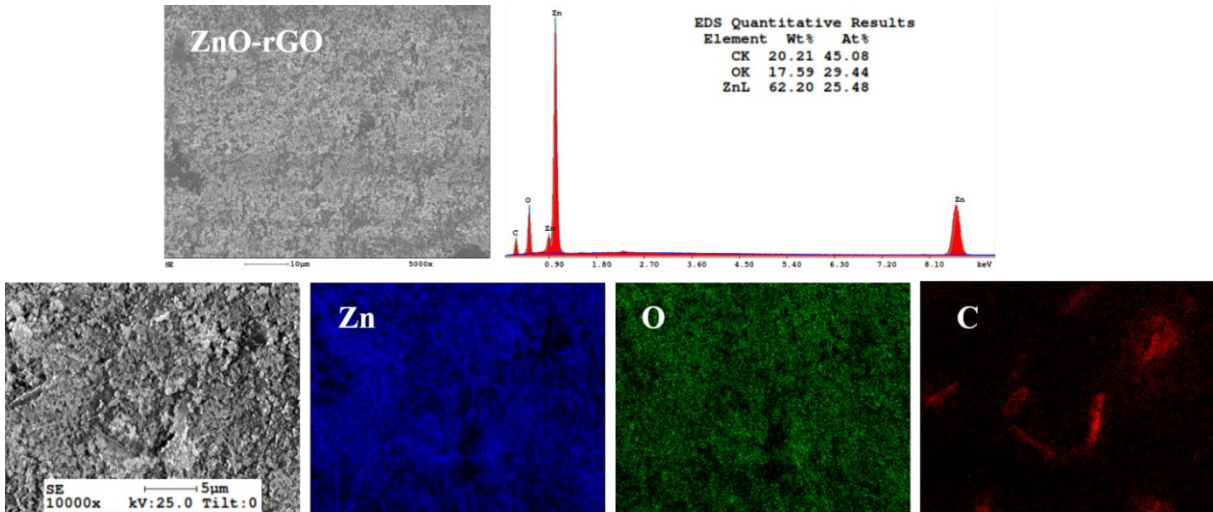 ZnO-rGO
SE 10μm 5000x
EDS Quantitative Results
Element Wt% At%
CK 20.21 45.08
OK 17.59 29.44
ZnL 62.20 25.48
Zn
O
C
Zn
Zn
0.90 1.80 2.70 3.60 4.50 5.40 6.30 7.20 8.10 keV
SE 5μm
10000x kV:25.0 Tilt:0
Zn
O
C